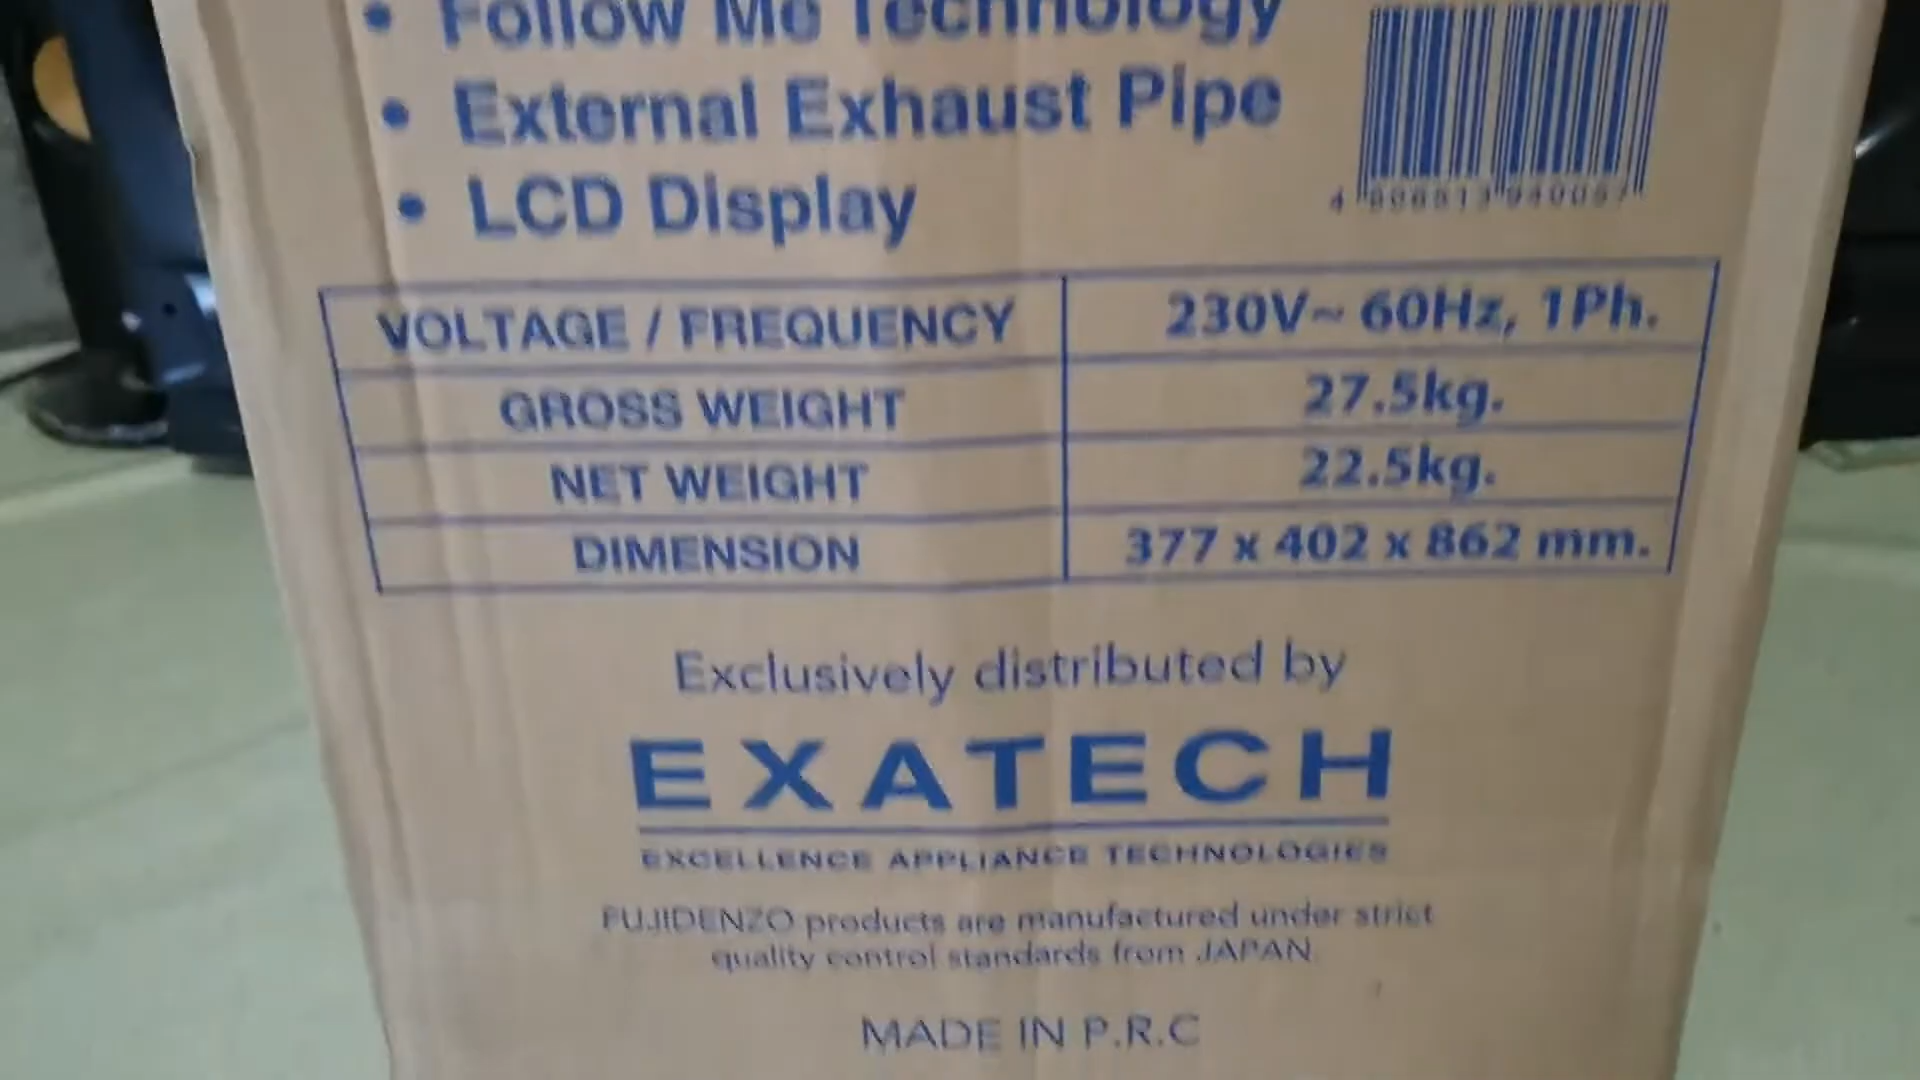 • Follow Me Technology
• External Exhaust Pipe
• LCD Display
VOLTAGE / FREQUENCY 230V~ 60Hz, 1Ph.
GROSS WEIGHT 27.5kg.
NET WEIGHT 22.5kg.
DIMENSION 377 x 402 x 862 mm.
Exclusively distributed by
EXATECH
EXCELLENCE APPLIANCE TECHNOLOGIES
FUJIDENZO products are manufactured under strict
quality control standards from JAPAN
MADE IN P.R.C